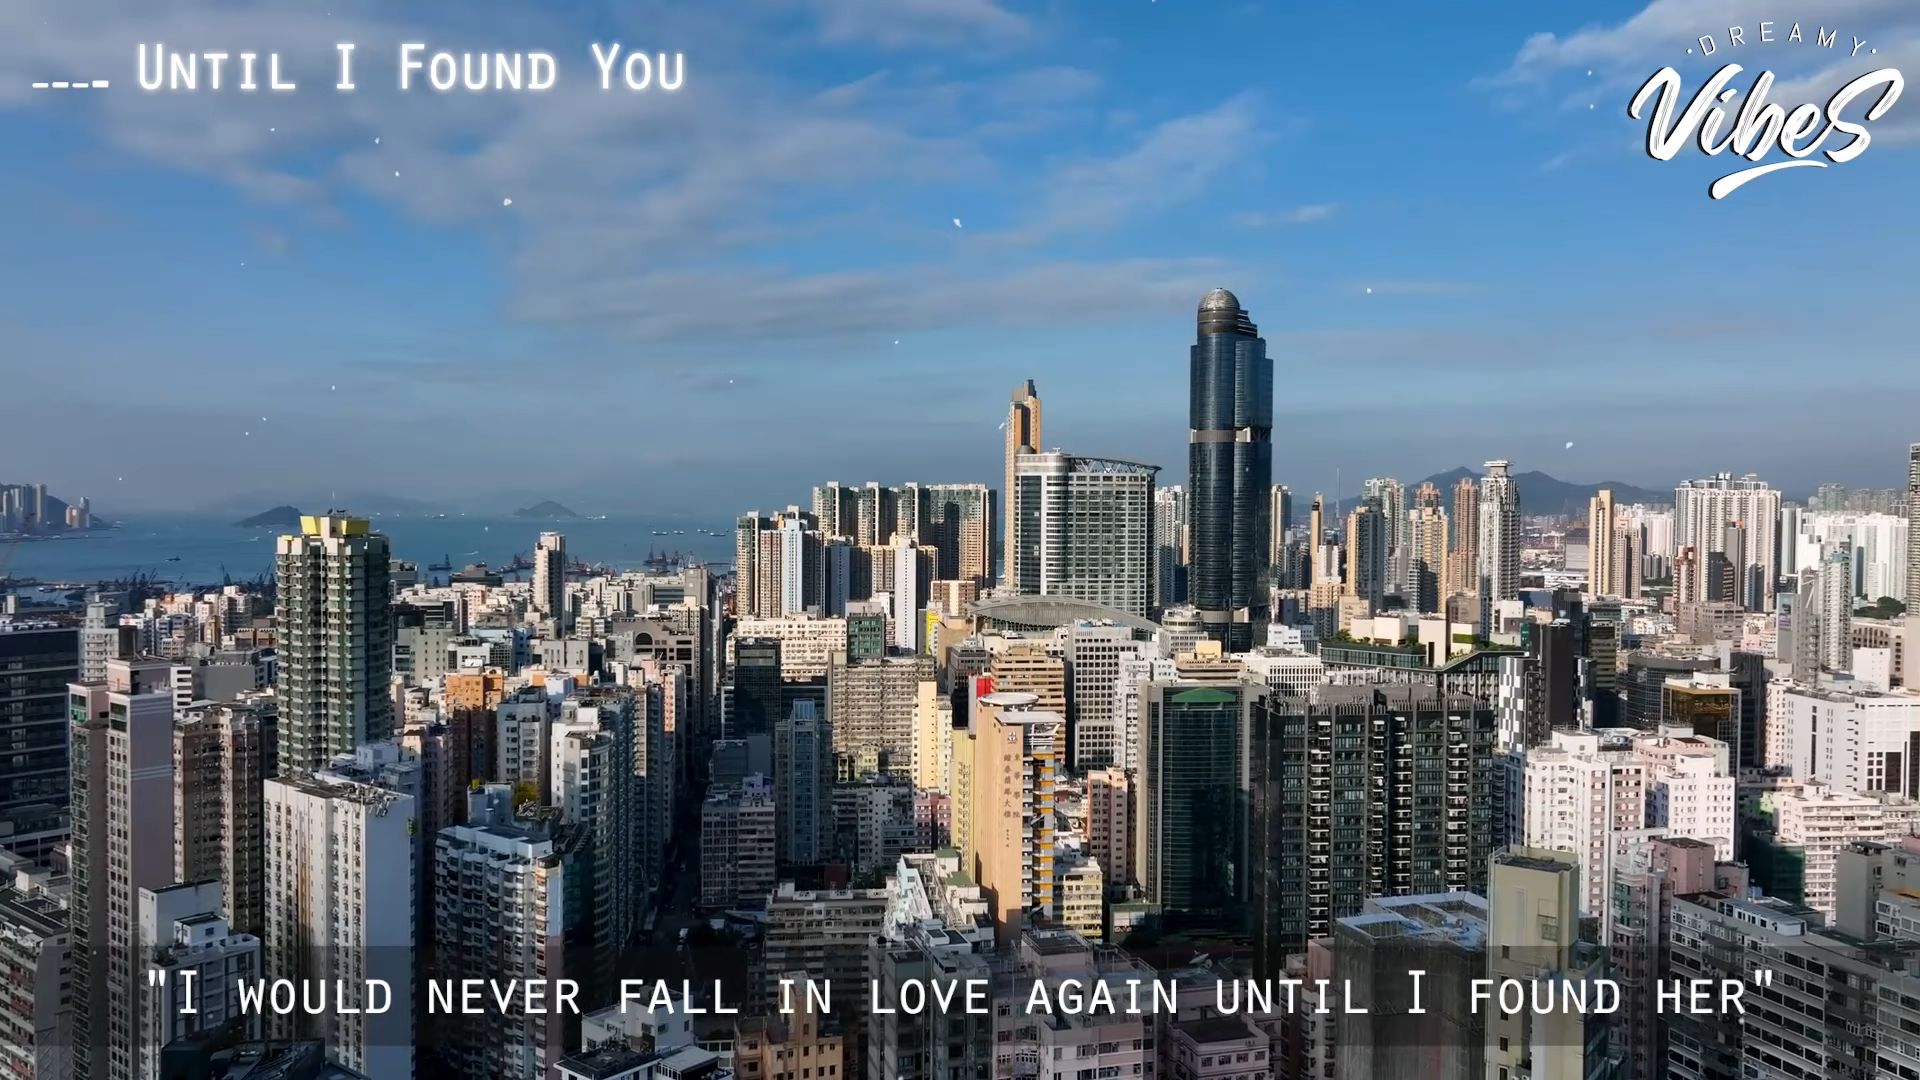 ---- Until I Found You
·DREAMY·
Vibes
"I would never fall in love again until I found her"